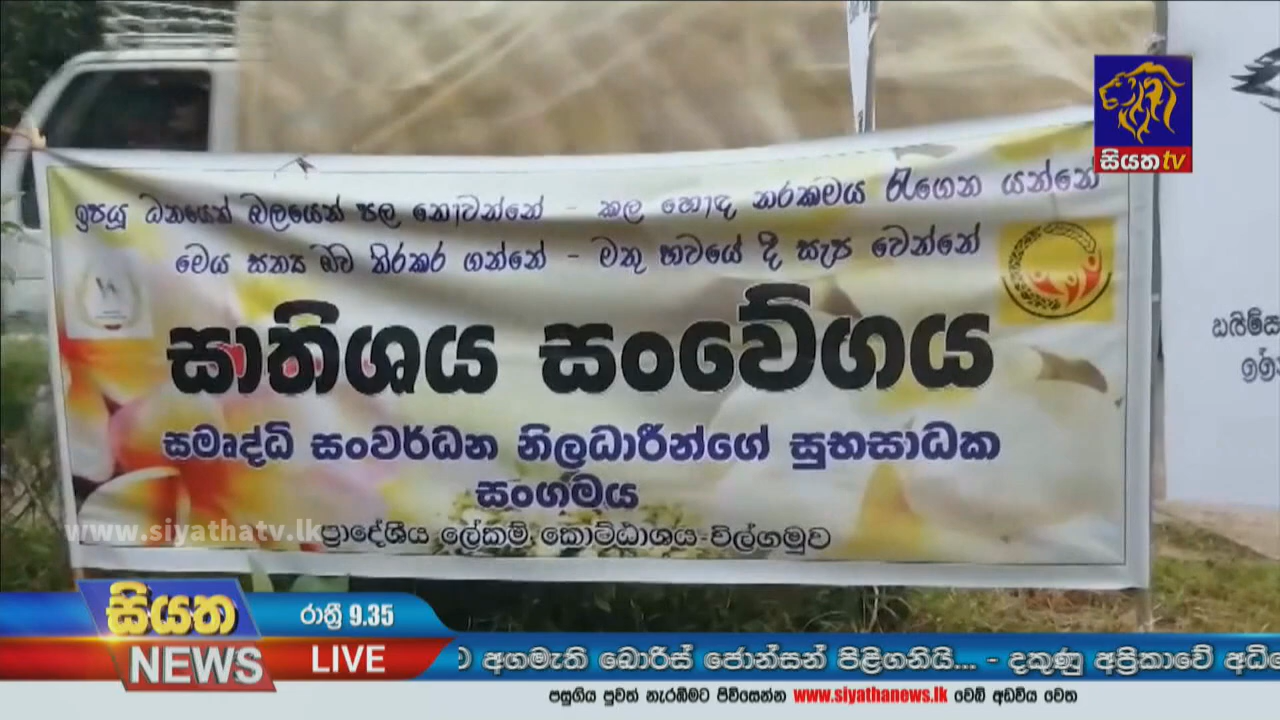 සියත tv
ඉපයූ ධනයෙන් බලයෙන් පල නොවන්නේ - කල හොඳ නරකමය රැගෙන යන්නේ
මෙය සත්‍ය බව තිරකර ගන්නේ - මතු භවයේ දී සැප වෙන්නේ
සාතිශය සංවේගය
සමෘද්ධි සංවර්ධන නිලධාරීන්ගේ සුභසාධක
සංගමය
ප්‍රාදේශීය ලේකම් කොට්ඨාශය-විල්ගමුව
www.siyathatv.lk
සියත
NEWS
රාත්‍රී 9.35
LIVE
අගමැති බොරිස් ජොන්සන් පිළිගනියි... - දකුණු අප්‍රිකාවේ
පසුගිය පුවත් නැරඹීමට පිවිසෙන්න www.siyathanews.lk වෙබ් අඩවිය වෙත